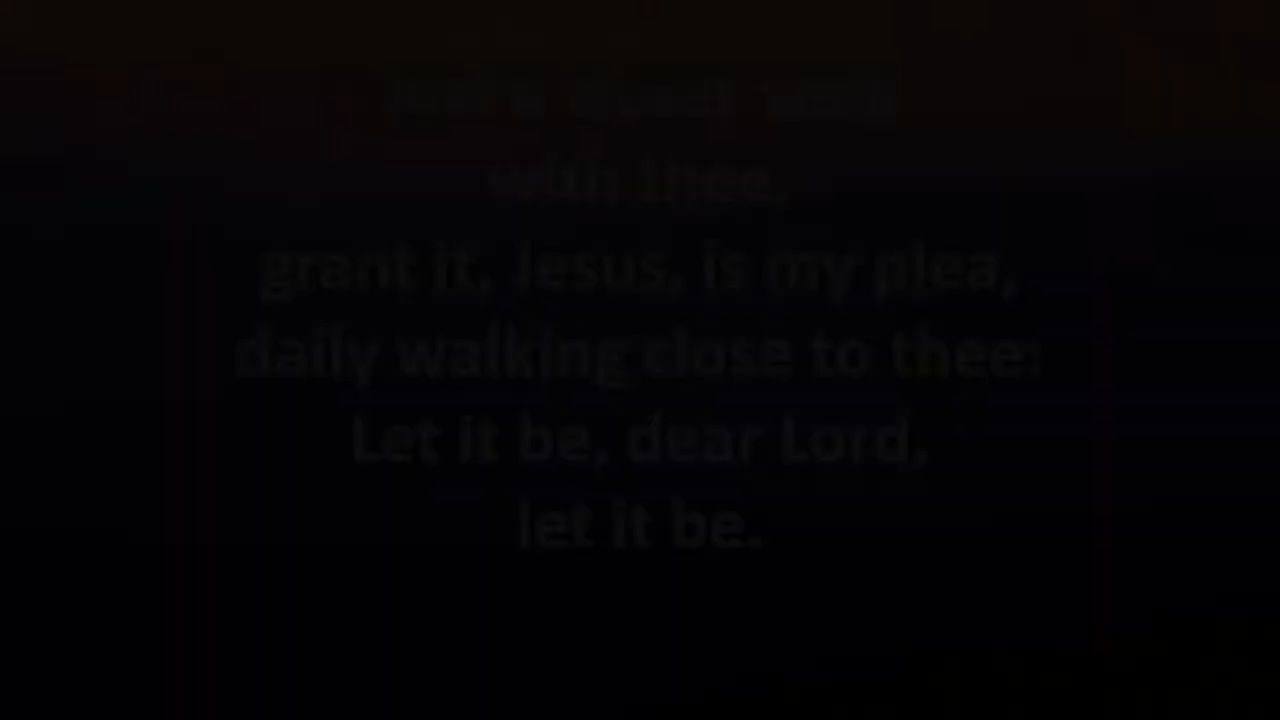 with thee.
grant it, Jesus, is my plea,
daily walking close to thee:
Let it be, dear Lord,
let it be.